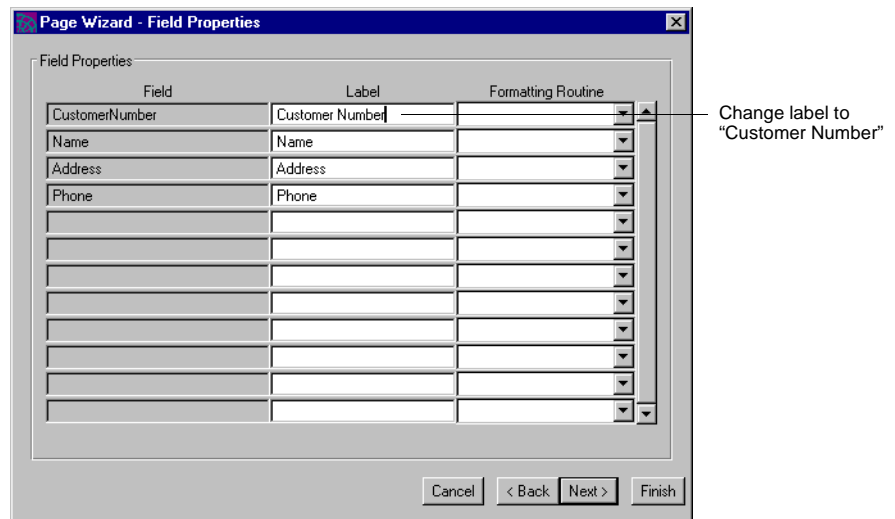 Page Wizard - Field Properties
Field Properties
Field Label Formatting Routine
CustomerNumber Customer Number
Change label to
“Customer Number”
Name Name
Address Address
Phone Phone
Cancel < Back Next > Finish